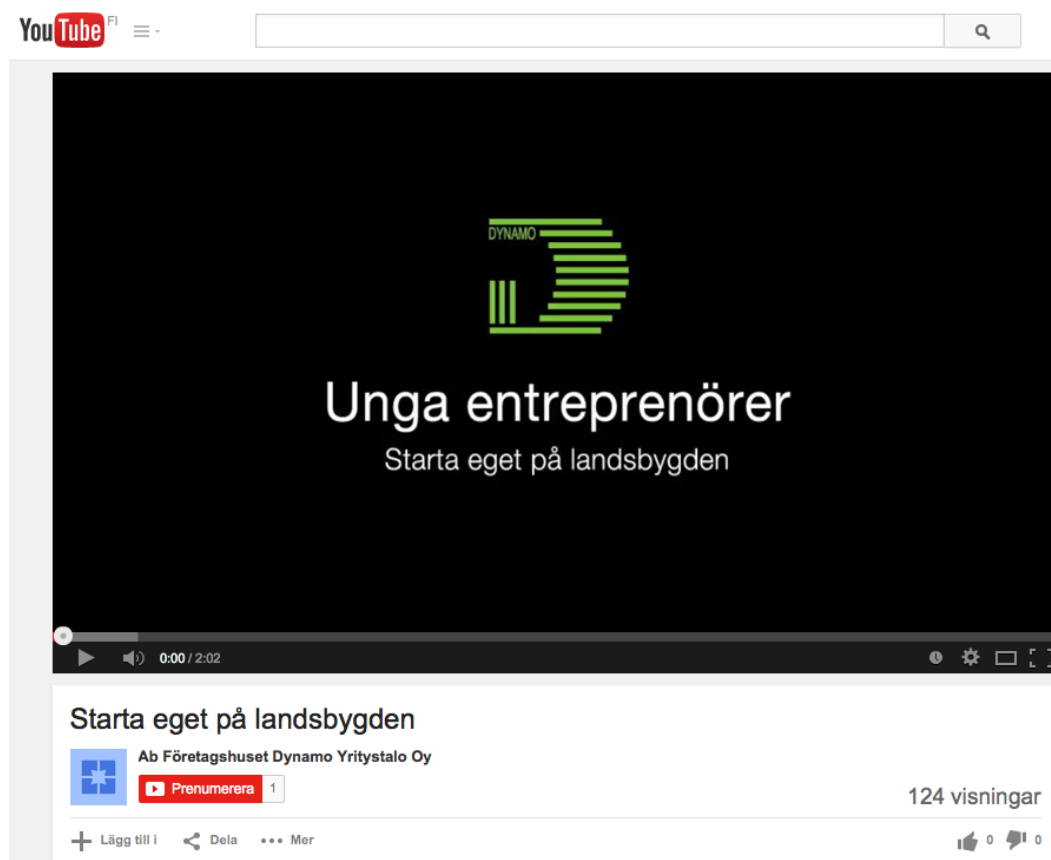 YouTube FI
DYNAMO
Unga entreprenörer
Starta eget på landsbygden
0:00 / 2:02
Starta eget på landsbygden
Ab Företagshuset Dynamo Yritystalo Oy
Prenumerera 1
124 visningar
Lägg till i Dela Mer 0 0